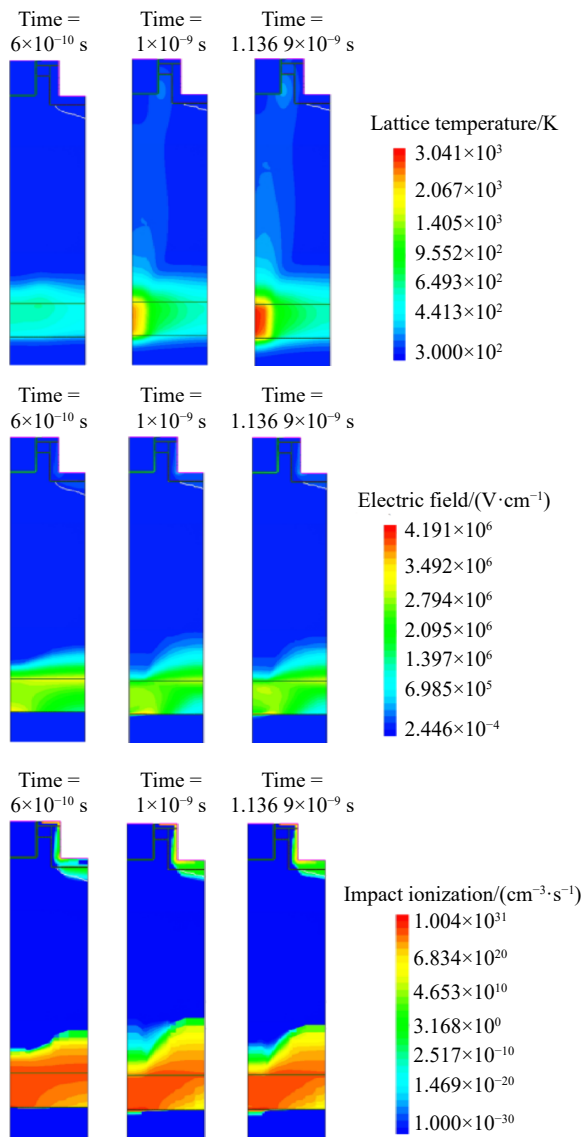 Time = Time = Time =
6×10⁻¹⁰ s 1×10⁻⁹ s 1.136 9×10⁻⁹ s
Lattice temperature/K
3.041×10³
2.067×10³
1.405×10³
9.552×10²
6.493×10²
4.413×10²
3.000×10²
Time = Time = Time =
6×10⁻¹⁰ s 1×10⁻⁹ s 1.136 9×10⁻⁹ s
Electric field/(V·cm⁻¹)
4.191×10⁶
3.492×10⁶
2.794×10⁶
2.095×10⁶
1.397×10⁶
6.985×10⁵
2.446×10⁻⁴
Time = Time = Time =
6×10⁻¹⁰ s 1×10⁻⁹ s 1.136 9×10⁻⁹ s
Impact ionization/(cm⁻³·s⁻¹)
1.004×10³¹
6.834×10²⁰
4.653×10¹⁰
3.168×10⁰
2.517×10⁻¹⁰
1.469×10⁻²⁰
1.000×10⁻³⁰